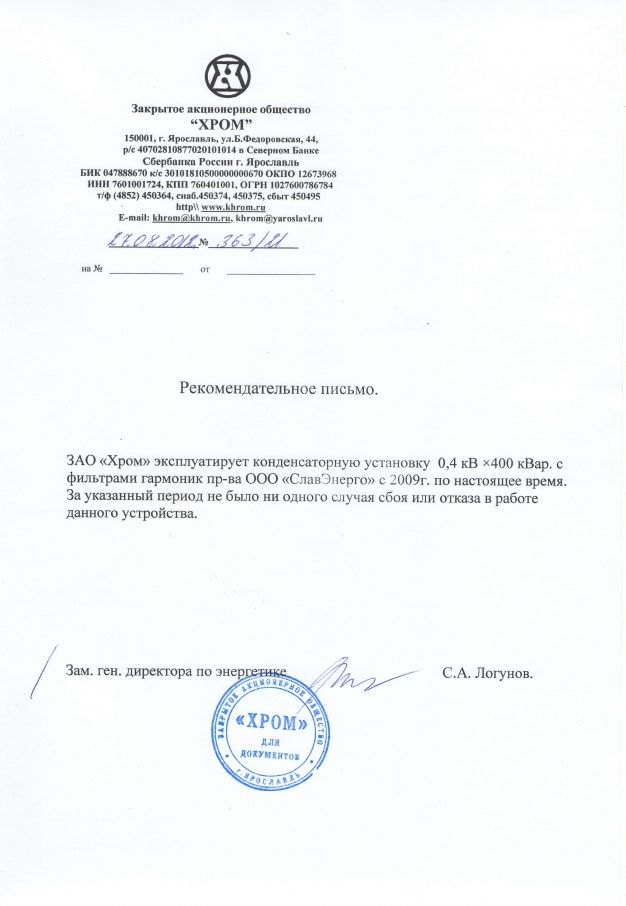 Закрытое акционерное общество
“ХРОМ”
150001, г. Ярославль, ул.Б.Федоровская, 44,
р/с 40702810877020101014 в Северном Банке
Сбербанка России г. Ярославль
БИК 047888670 к/с 30101810500000000670 ОКПО 12673968
ИНН 7601001724, КПП 760401001, ОГРН 1027600786784
т/ф (4852) 450364, снаб.450374, 450375, сбыт 450495
http\\ www.khrom.ru
E-mail: khrom@khrom.ru, khrom@yaroslavl.ru
27.08.2012 № 363/21
на № от
Рекомендательное письмо.
ЗАО «Хром» эксплуатирует конденсаторную установку 0,4 кВ ×400 кВар. с
фильтрами гармоник пр-ва ООО «СлавЭнерго» с 2009г. по настоящее время.
За указанный период не было ни одного случая сбоя или отказа в работе
данного устройства.
Зам. ген. директора по энергетике С.А. Логунов.
ЗАКРЫТОЕ АКЦИОНЕРНОЕ ОБЩЕСТВО
«ХРОМ»
ДЛЯ
ДОКУМЕНТОВ
г. ЯРОСЛАВЛЬ